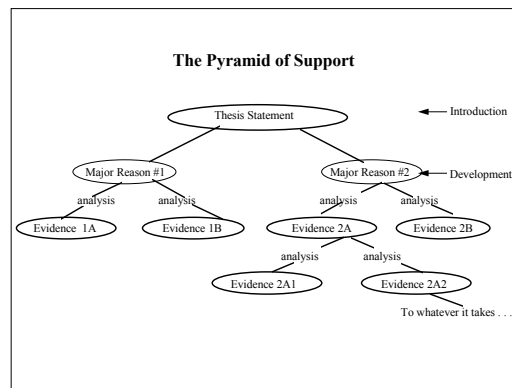 The Pyramid of Support
Thesis Statement
Introduction
Major Reason #1
Major Reason #2
Development
analysis
analysis
analysis
analysis
Evidence 1A
Evidence 1B
Evidence 2A
Evidence 2B
analysis
analysis
Evidence 2A1
Evidence 2A2
To whatever it takes . . .